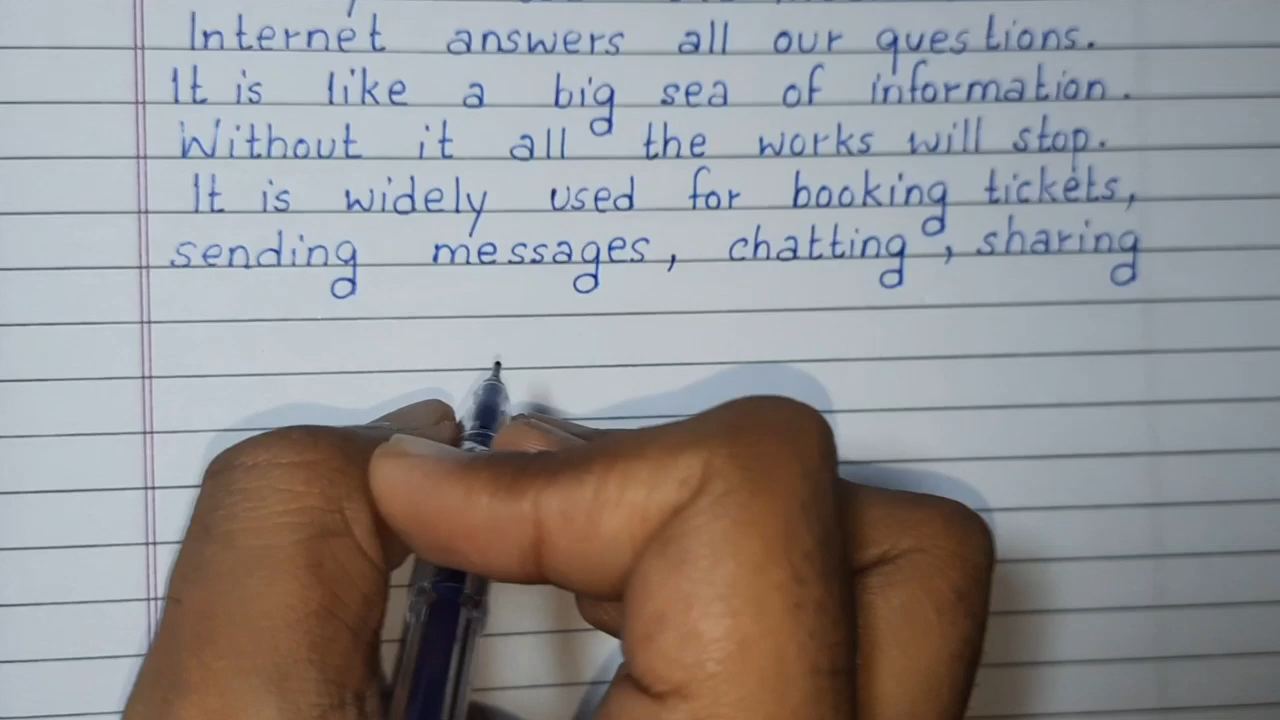 Internet answers all our questions.
It is like a big sea of information.
Without it all the works will stop.
It is widely used for booking tickets,
sending messages, chatting, sharing